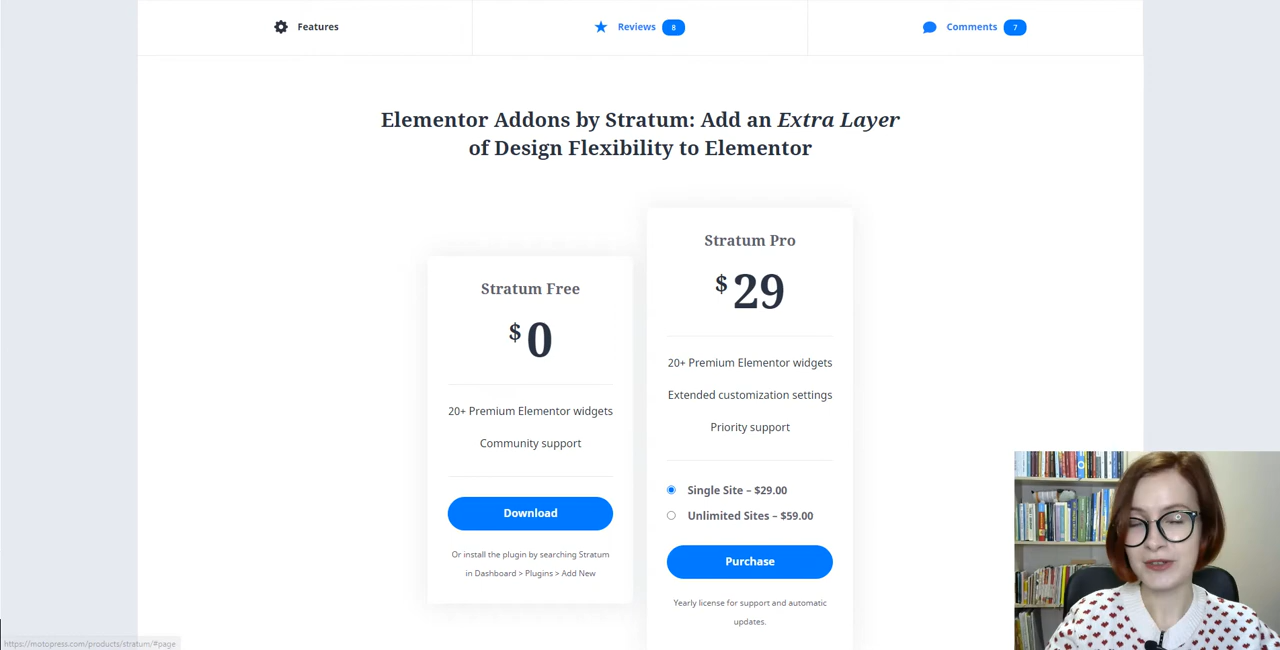 Features
Reviews 8
Comments 7
Elementor Addons by Stratum: Add an Extra Layer
of Design Flexibility to Elementor
Stratum Free
$0
20+ Premium Elementor widgets
Community support
Download
Or install the plugin by searching Stratum
in Dashboard > Plugins > Add New
Stratum Pro
$29
20+ Premium Elementor widgets
Extended customization settings
Priority support
Single Site – $29.00
Unlimited Sites – $59.00
Purchase
Yearly license for support and automatic
updates.
https://motopress.com/products/stratum/#page